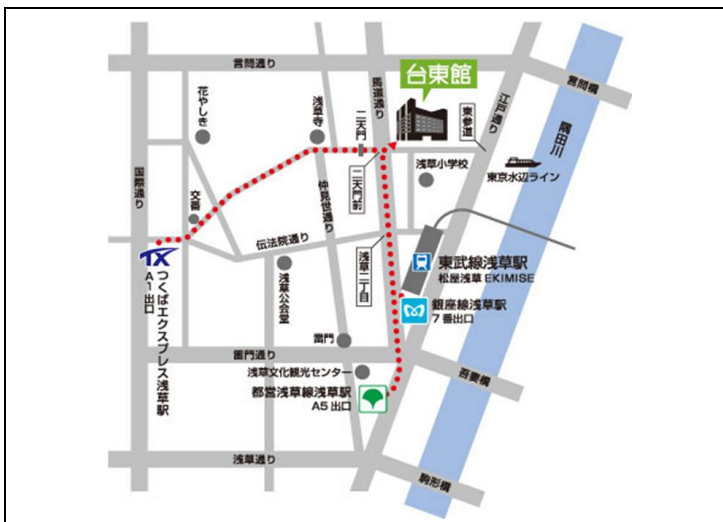 言問通り
台東館
言問橋
花やしき
浅草寺
二天門
馬道通り
東参道
江戸通り
隅田川
国際通り
交番
仲見世通り
二天門前
浅草小学校
東京水辺ライン
伝法院通り
浅草二丁目
TX
A1出口
つくばエクスプレス浅草駅
浅草公会堂
東武線浅草駅
松屋浅草 EKIMISE
銀座線浅草駅
7番出口
雷門
雷門通り
浅草文化観光センター
吾妻橋
都営浅草線浅草駅
A5出口
浅草通り
駒形橋